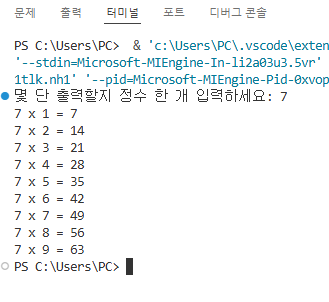 문제 출력 터미널 포트 디버그 콘솔
PS C:\Users\PC> & 'c:\Users\PC\.vscode\exten
'--stdin=Microsoft-MIEngine-In-li2a03u3.5vr'
1tlk.nh1' '--pid=Microsoft-MIEngine-Pid-0xvop
몇 단 출력할지 정수 한 개 입력하세요: 7
7 x 1 = 7
7 x 2 = 14
7 x 3 = 21
7 x 4 = 28
7 x 5 = 35
7 x 6 = 42
7 x 7 = 49
7 x 8 = 56
7 x 9 = 63
PS C:\Users\PC>